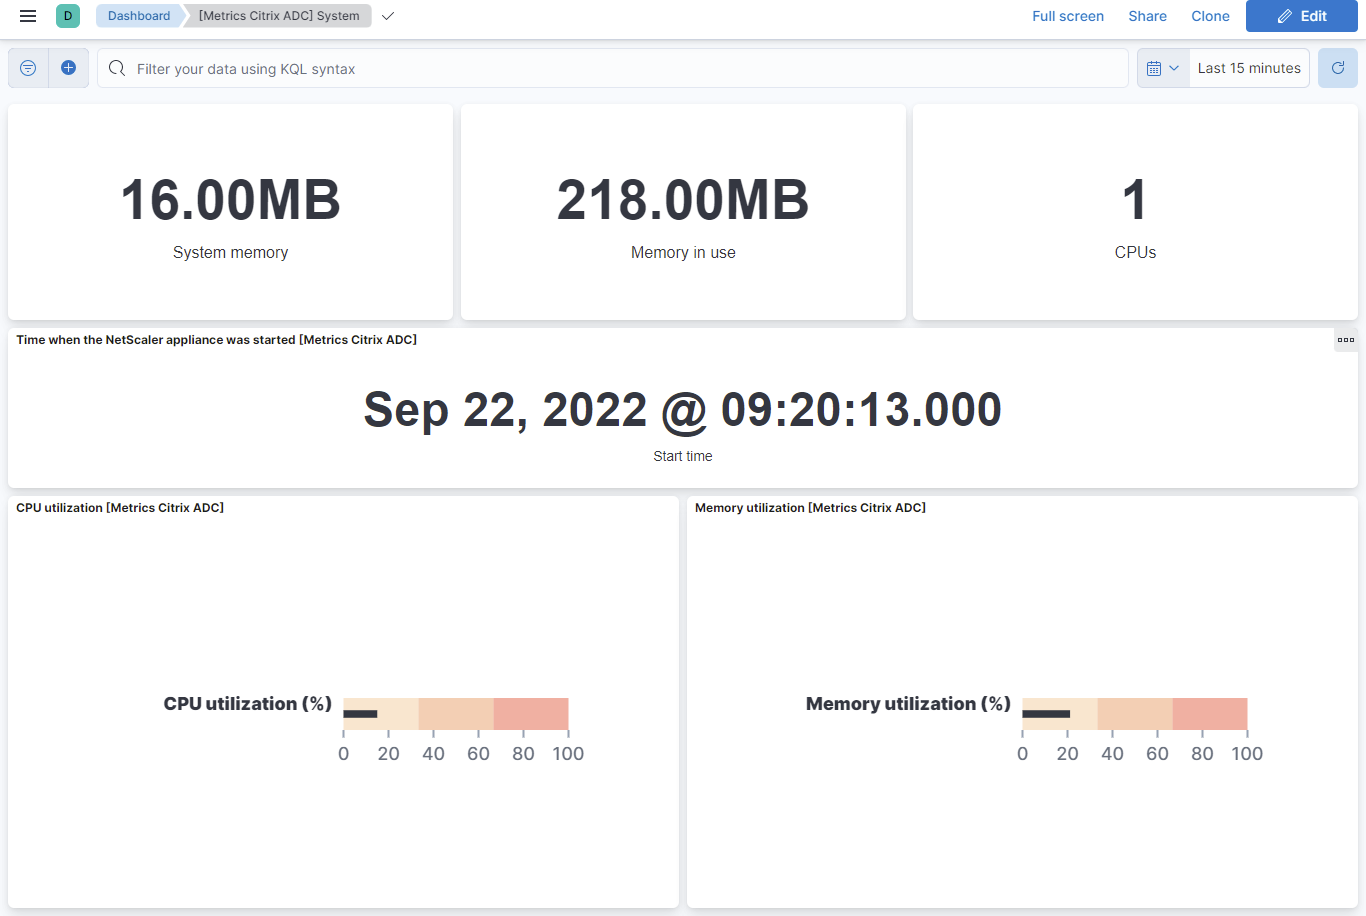 D
Dashboard
[Metrics Citrix ADC] System
Full screen
Share
Clone
Edit
Filter your data using KQL syntax
Last 15 minutes
16.00MB
System memory
218.00MB
Memory in use
1
CPUs
Time when the NetScaler appliance was started [Metrics Citrix ADC]
Sep 22, 2022 @ 09:20:13.000
Start time
CPU utilization [Metrics Citrix ADC]
CPU utilization (%)
0 20 40 60 80 100
Memory utilization [Metrics Citrix ADC]
Memory utilization (%)
0 20 40 60 80 100